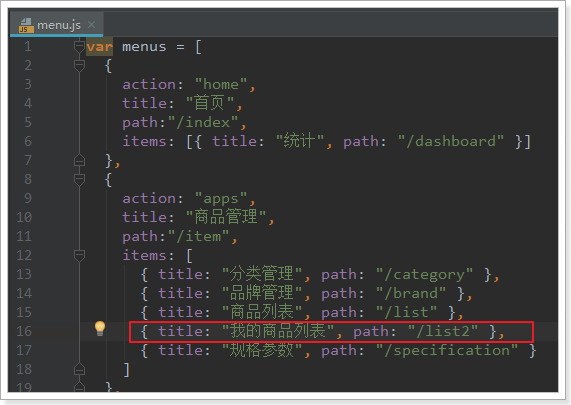 menu.js
1 var menus = [
2 {
3 action: "home",
4 title: "首页",
5 path:"/index",
6 items: [{ title: "统计", path: "/dashboard" }]
7 },
8 {
9 action: "apps",
10 title: "商品管理",
11 path:"/item",
12 items: [
13 { title: "分类管理", path: "/category" },
14 { title: "品牌管理", path: "/brand" },
15 { title: "商品列表", path: "/list" },
16 { title: "我的商品列表", path: "/list2" },
17 { title: "规格参数", path: "/specification" }
18 ]
19 },